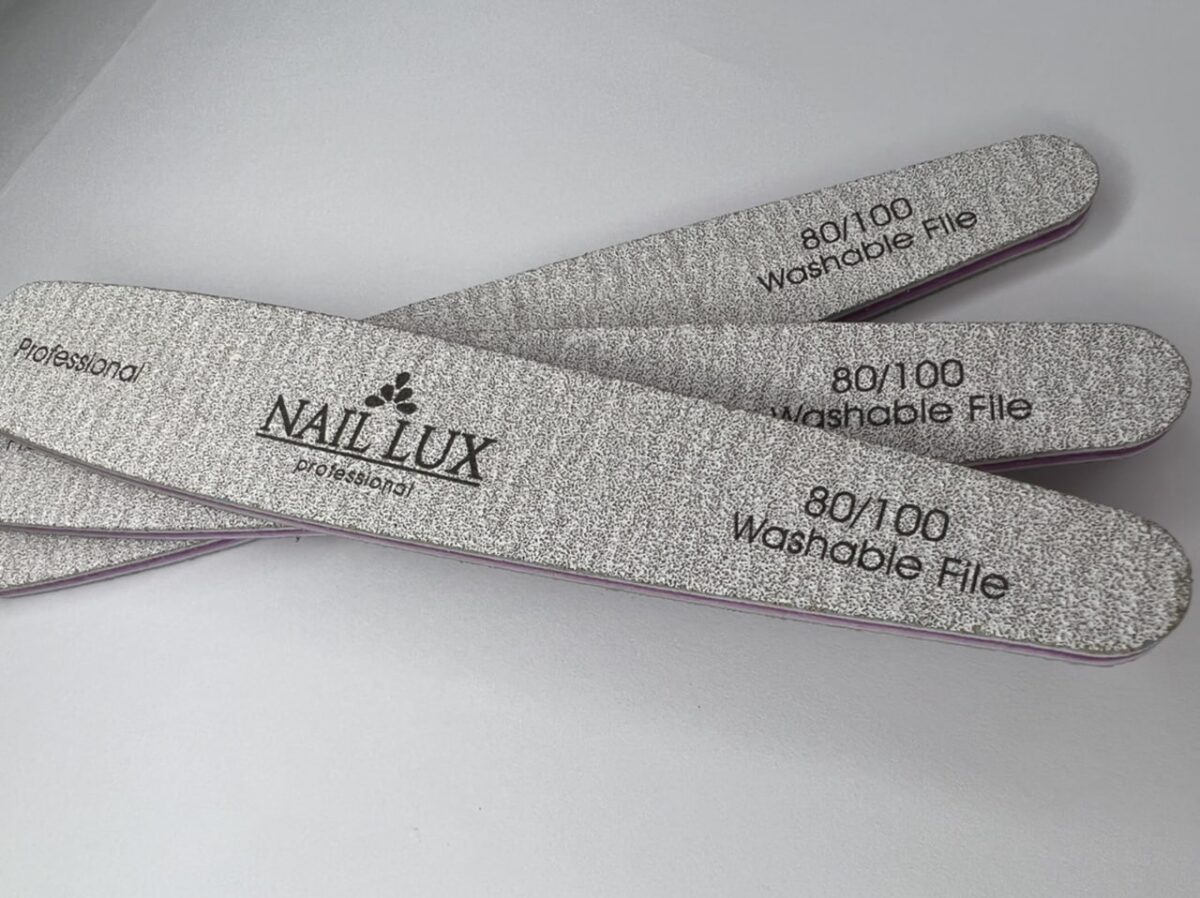 80/100
Washable File
80/100
Washable File
Professional
NAIL LUX
professional
80/100
Washable File